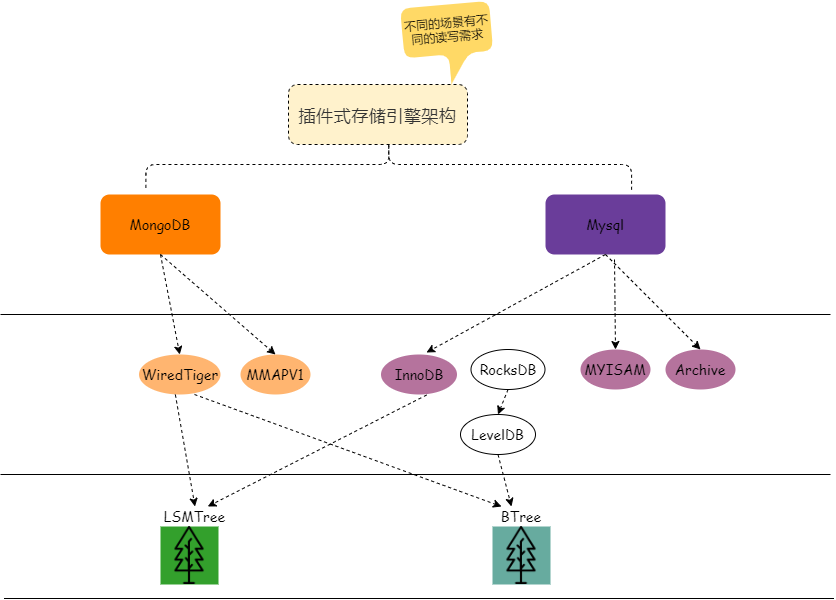 不同的场景有不
同的读写需求
插件式存储引擎架构
MongoDB
Mysql
WiredTiger
MMAPV1
InnoDB
RocksDB
MYISAM
Archive
LevelDB
LSMTree
BTree